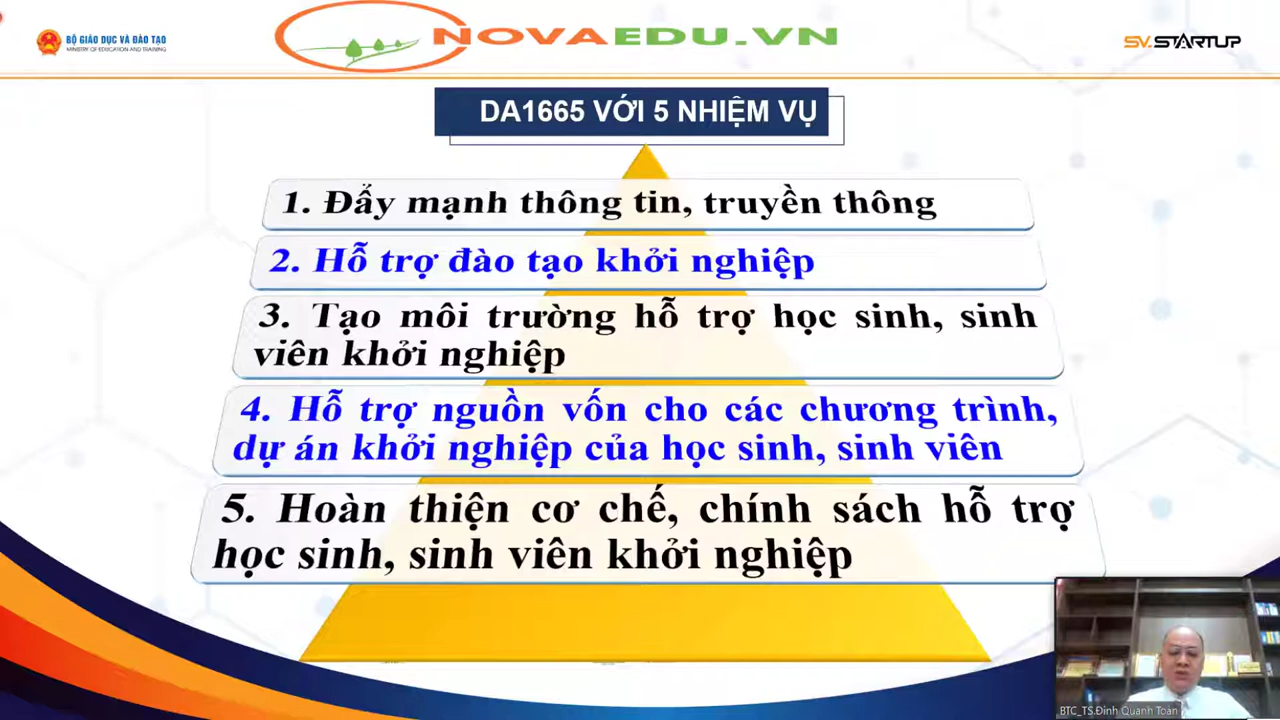 BỘ GIÁO DỤC VÀ ĐÀO TẠO
MINISTRY OF EDUCATION AND TRAINING
NOVAEDU.VN
SV.STARTUP
DA1665 VỚI 5 NHIỆM VỤ
1. Đẩy mạnh thông tin, truyền thông
2. Hỗ trợ đào tạo khởi nghiệp
3. Tạo môi trường hỗ trợ học sinh, sinh
viên khởi nghiệp
4. Hỗ trợ nguồn vốn cho các chương trình,
dự án khởi nghiệp của học sinh, sinh viên
5. Hoàn thiện cơ chế, chính sách hỗ trợ
học sinh, sinh viên khởi nghiệp
BTC_TS.Đinh Quanh Toàn